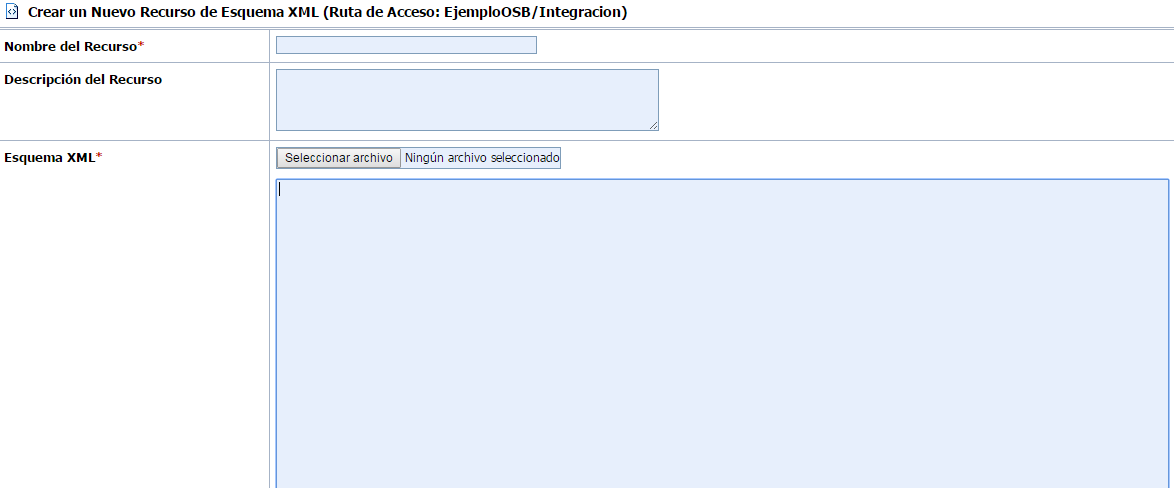 Crear un Nuevo Recurso de Esquema XML (Ruta de Acceso: EjemploOSB/Integracion)
Nombre del Recurso*
Descripción del Recurso
Esquema XML*
Seleccionar archivo Ningún archivo seleccionado